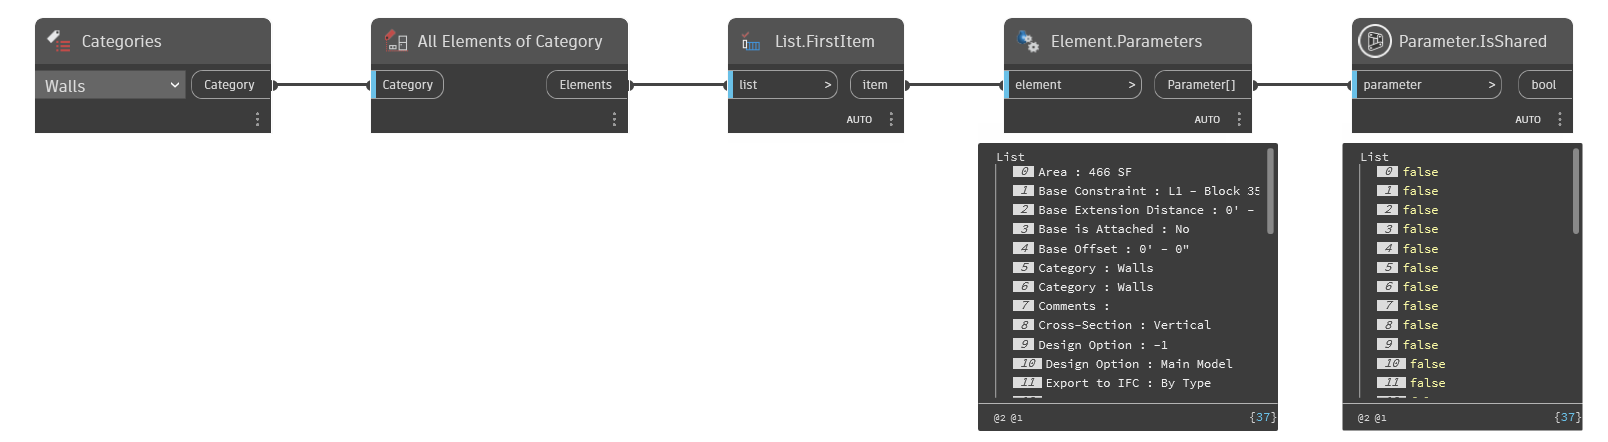 Categories
Walls
Category
All Elements of Category
Category
Elements
List.FirstItem
list >
item
AUTO
Element.Parameters
element >
Parameter[]
AUTO
Parameter.IsShared
parameter >
bool
AUTO
List
0 Area : 466 SF
1 Base Constraint : L1 - Block 35
2 Base Extension Distance : 0' -
3 Base is Attached : No
4 Base Offset : 0' - 0"
5 Category : Walls
6 Category : Walls
7 Comments :
8 Cross-Section : Vertical
9 Design Option : -1
10 Design Option : Main Model
11 Export to IFC : By Type
@2 @1
{37}
List
0 false
1 false
2 false
3 false
4 false
5 false
6 false
7 false
8 false
9 false
10 false
11 false
@2 @1
{37}